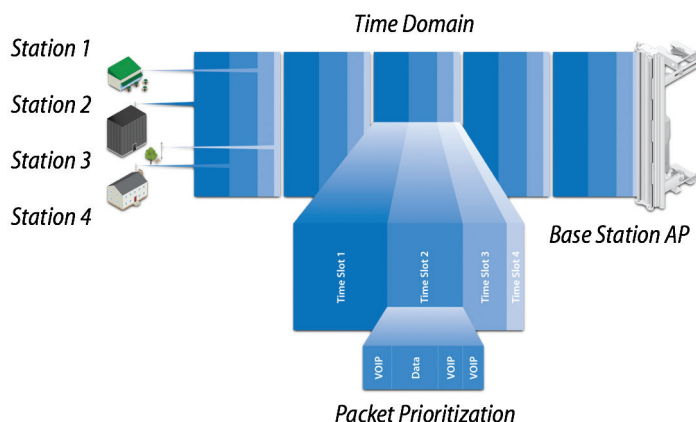 Time Domain
Station 1
Station 2
Station 3
Station 4
Base Station AP
Time Slot 1
Time Slot 2
Time Slot 3
Time Slot 4
VOIP
Data
VOIP
VOIP
Packet Prioritization